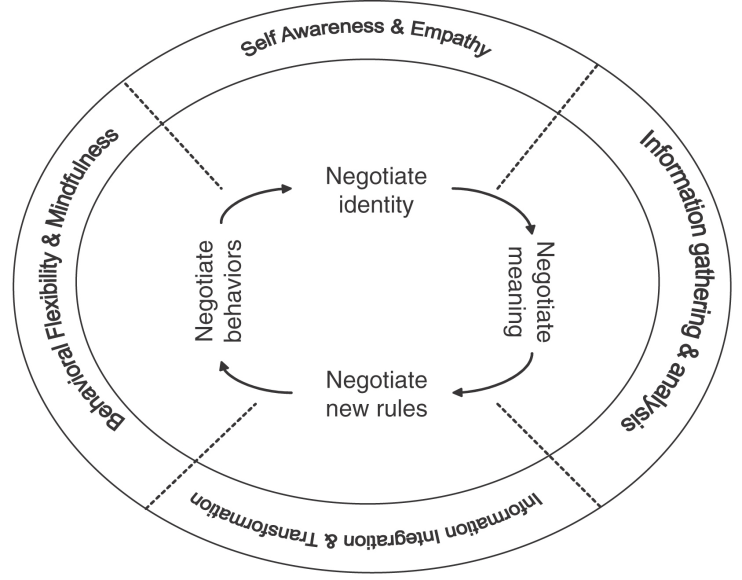 Self Awareness & Empathy
Information gathering & analysis
Information Integration & Transformation
Behavioral Flexibility & Mindfulness
Negotiate
identity
Negotiate
meaning
Negotiate
new rules
Negotiate
behaviors